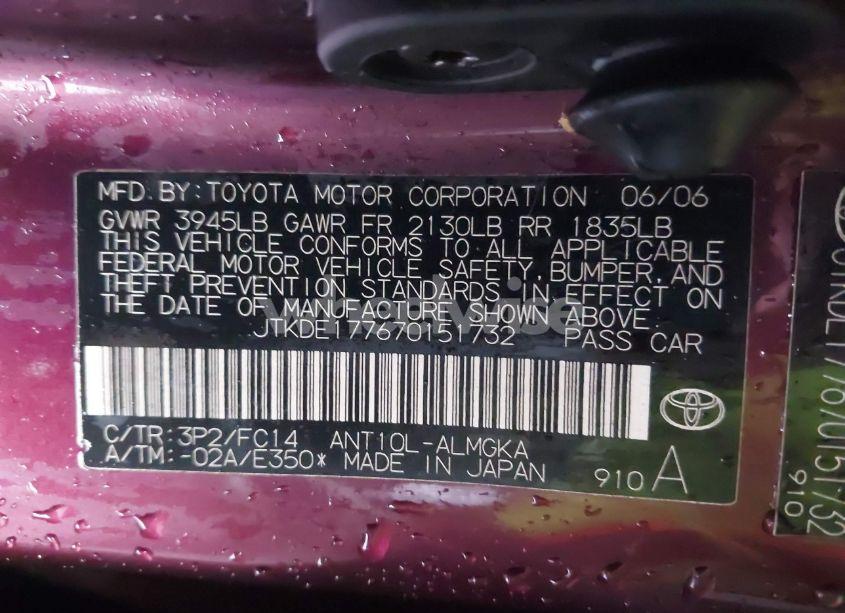 MFD.BY:TOYOTA MOTOR CORPORATION 06/06
GVWR 3945LB GAWR FR 2130LB RR 1835LB
THIS VEHICLE CONFORMS TO ALL APPLICABLE
FEDERAL MOTOR VEHICLE SAFETY, BUMPER, AND
THEFT PREVENTION STANDARDS IN EFFECT ON
THE DATE OF MANUFACTURE SHOWN ABOVE.
JTKDE177670151732 PASS CAR
C/TR:3P2/FC14 ANT10L-ALMGKA
A/TM:-02A/E350* MADE IN JAPAN 910 A
910